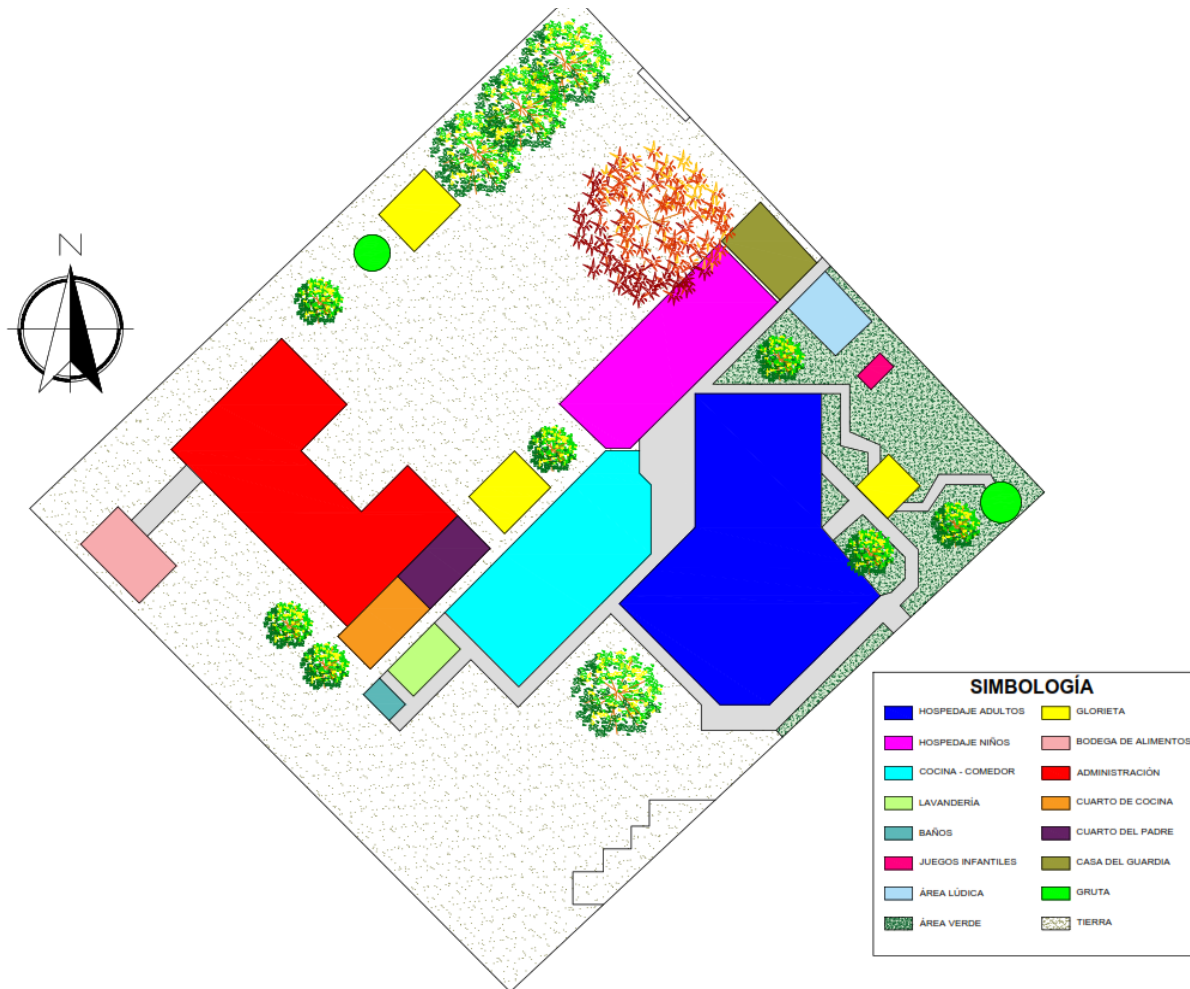 N
SIMBOLOGÍA
HOSPEDAJE ADULTOS
GLORIETA
HOSPEDAJE NIÑOS
BODEGA DE ALIMENTOS
COCINA - COMEDOR
ADMINISTRACIÓN
LAVANDERÍA
CUARTO DE COCINA
BAÑOS
CUARTO DEL PADRE
JUEGOS INFANTILES
CASA DEL GUARDIA
ÁREA LÚDICA
GRUTA
ÁREA VERDE
TIERRA